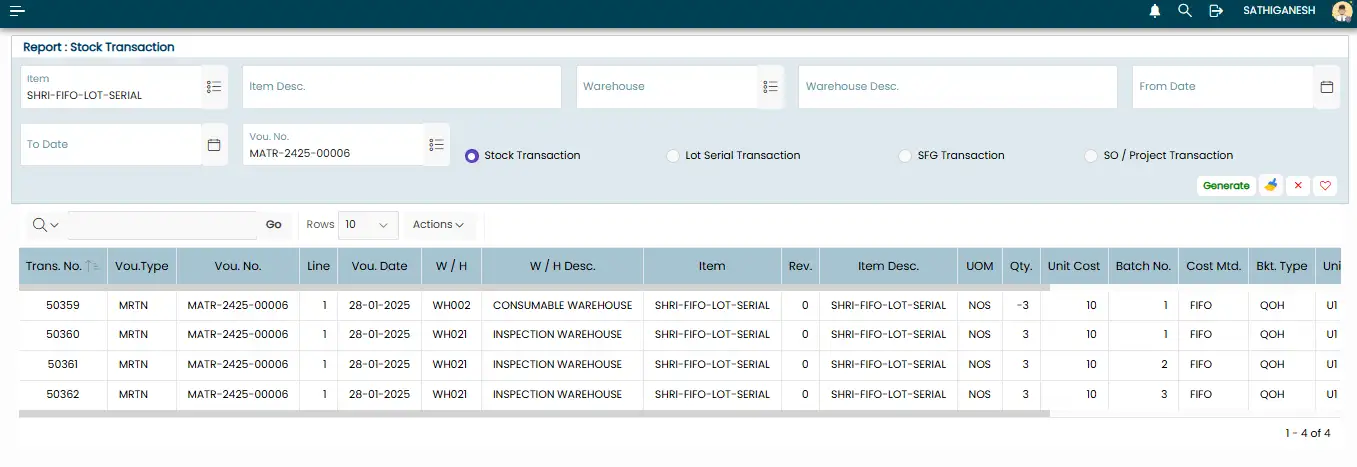 SATHIGANESH
Report : Stock Transaction
Item
SHRI-FIFO-LOT-SERIAL
Item Desc.
Warehouse
Warehouse Desc.
From Date
To Date
Vou. No.
MATR-2425-00006
Stock Transaction
Lot Serial Transaction
SFG Transaction
SO / Project Transaction
Generate
Go
Rows
10
Actions
Trans. No. Vou.Type Vou. No. Line Vou. Date W / H W / H Desc. Item Rev. Item Desc. UOM Qty. Unit Cost Batch No. Cost Mtd. Bkt. Type Uni
50359 MRTN MATR-2425-00006 1 28-01-2025 WH002 CONSUMABLE WAREHOUSE SHRI-FIFO-LOT-SERIAL 0 SHRI-FIFO-LOT-SERIAL NOS -3 10 1 FIFO QOH U1
50360 MRTN MATR-2425-00006 1 28-01-2025 WH021 INSPECTION WAREHOUSE SHRI-FIFO-LOT-SERIAL 0 SHRI-FIFO-LOT-SERIAL NOS 3 10 1 FIFO QOH U1
50361 MRTN MATR-2425-00006 1 28-01-2025 WH021 INSPECTION WAREHOUSE SHRI-FIFO-LOT-SERIAL 0 SHRI-FIFO-LOT-SERIAL NOS 3 10 2 FIFO QOH U1
50362 MRTN MATR-2425-00006 1 28-01-2025 WH021 INSPECTION WAREHOUSE SHRI-FIFO-LOT-SERIAL 0 SHRI-FIFO-LOT-SERIAL NOS 3 10 3 FIFO QOH U1
1 - 4 of 4